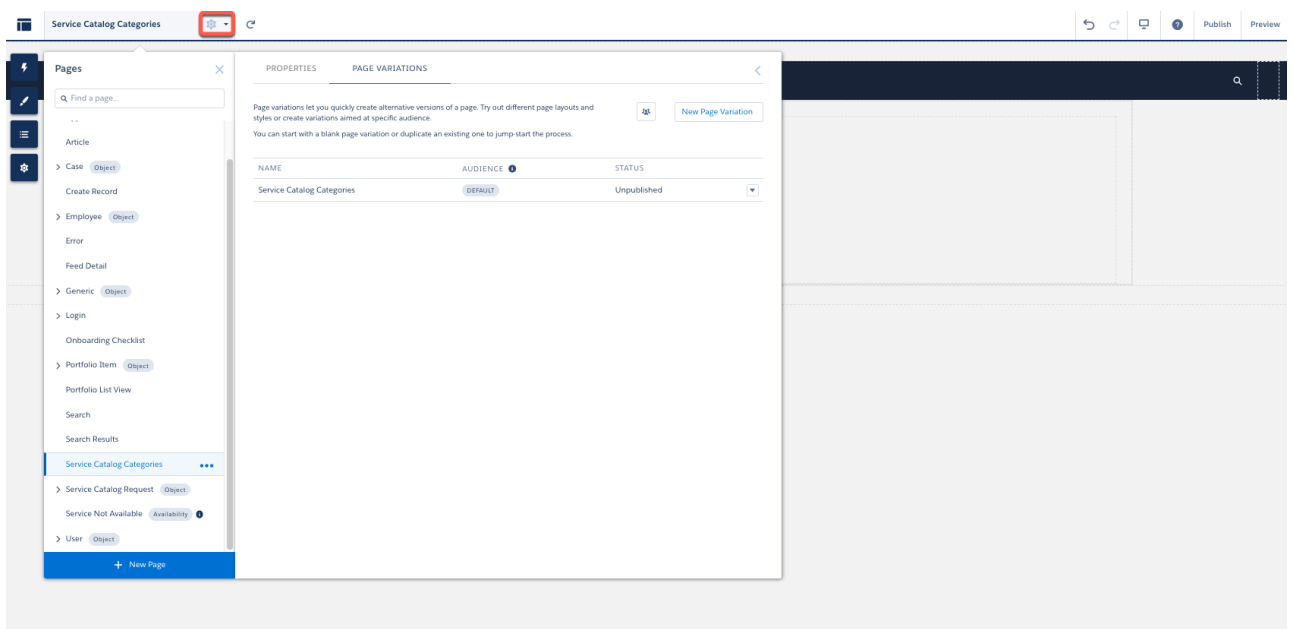 Service Catalog Categories
Publish
Preview
Pages
Find a page...
Article
Case Object
Create Record
Employee Object
Error
Feed Detail
Generic Object
Login
Onboarding Checklist
Portfolio Item Object
Portfolio List View
Search
Search Results
Service Catalog Categories
Service Catalog Request Object
Service Not Available Availability
User Object
+ New Page
PROPERTIES PAGE VARIATIONS
Page variations let you quickly create alternative versions of a page. Try out different page layouts and
styles or create variations aimed at specific audience.
You can start with a blank page variation or duplicate an existing one to jump-start the process.
New Page Variation
NAME AUDIENCE STATUS
Service Catalog Categories DEFAULT Unpublished